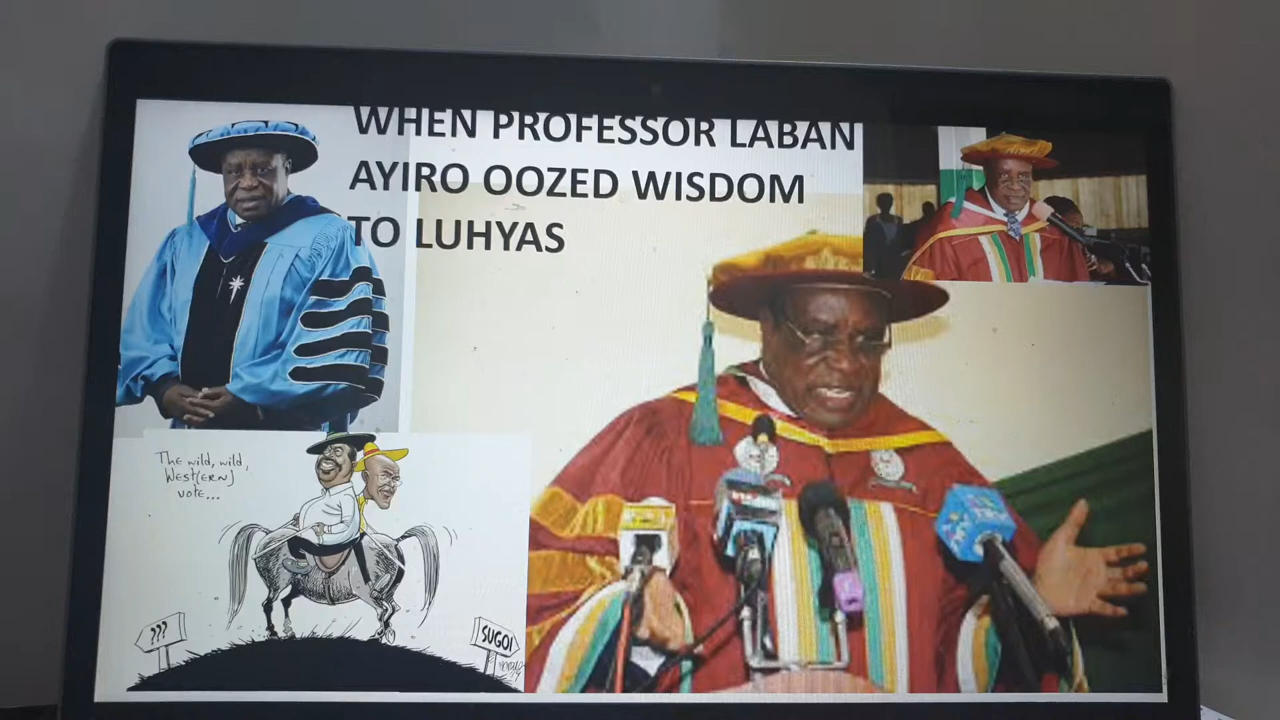 WHEN PROFESSOR LABAN
AYIRO OOZED WISDOM
TO LUHYAS
The wild, wild,
WEST(ERN)
vote...
???
SUGOI